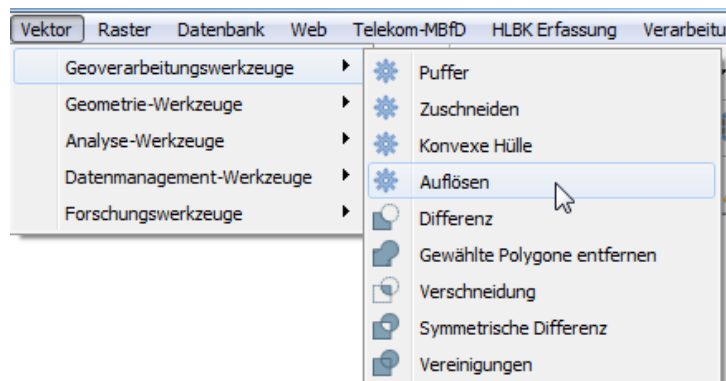 Vektor Raster Datenbank Web Telekom-MBfD HLBK Erfassung
Geoverarbeitungswerkzeuge
Geometrie-Werkzeuge
Analyse-Werkzeuge
Datenmanagement-Werkzeuge
Forschungswerkzeuge
Puffer
Zuschneiden
Konvexe Hülle
Auflösen
Differenz
Gewählte Polygone entfernen
Verschneidung
Symmetrische Differenz
Vereinigungen